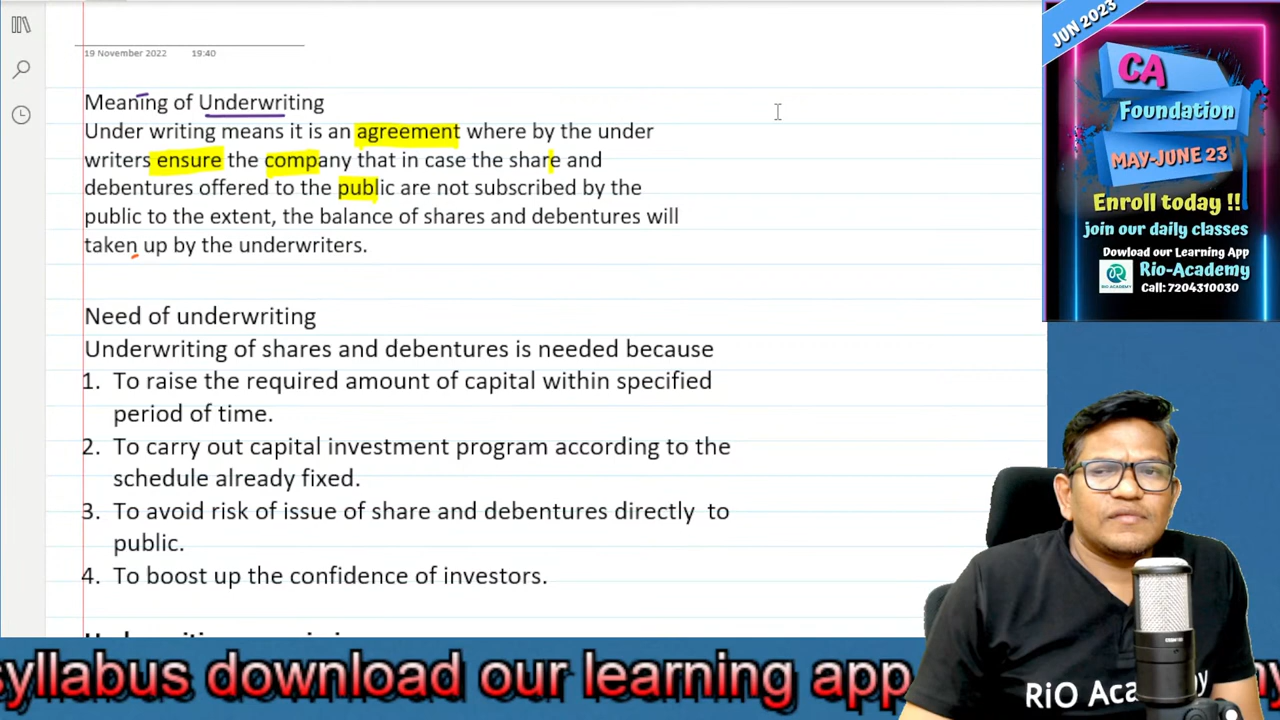 19 November 2022 19:40
Meaning of Underwriting
Under writing means it is an agreement where by the under
writers ensure the company that in case the share and
debentures offered to the public are not subscribed by the
public to the extent, the balance of shares and debentures will
taken up by the underwriters.
Need of underwriting
Underwriting of shares and debentures is needed because
1. To raise the required amount of capital within specified
period of time.
2. To carry out capital investment program according to the
schedule already fixed.
3. To avoid risk of issue of share and debentures directly to
public.
4. To boost up the confidence of investors.
JUN 2023
CA
Foundation
MAY-JUNE 23
Enroll today !!
join our daily classes
Dowload our Learning App
RIO ACADEMY
Rio-Academy
Call: 7204310030
syllabus download our learning app
RiO